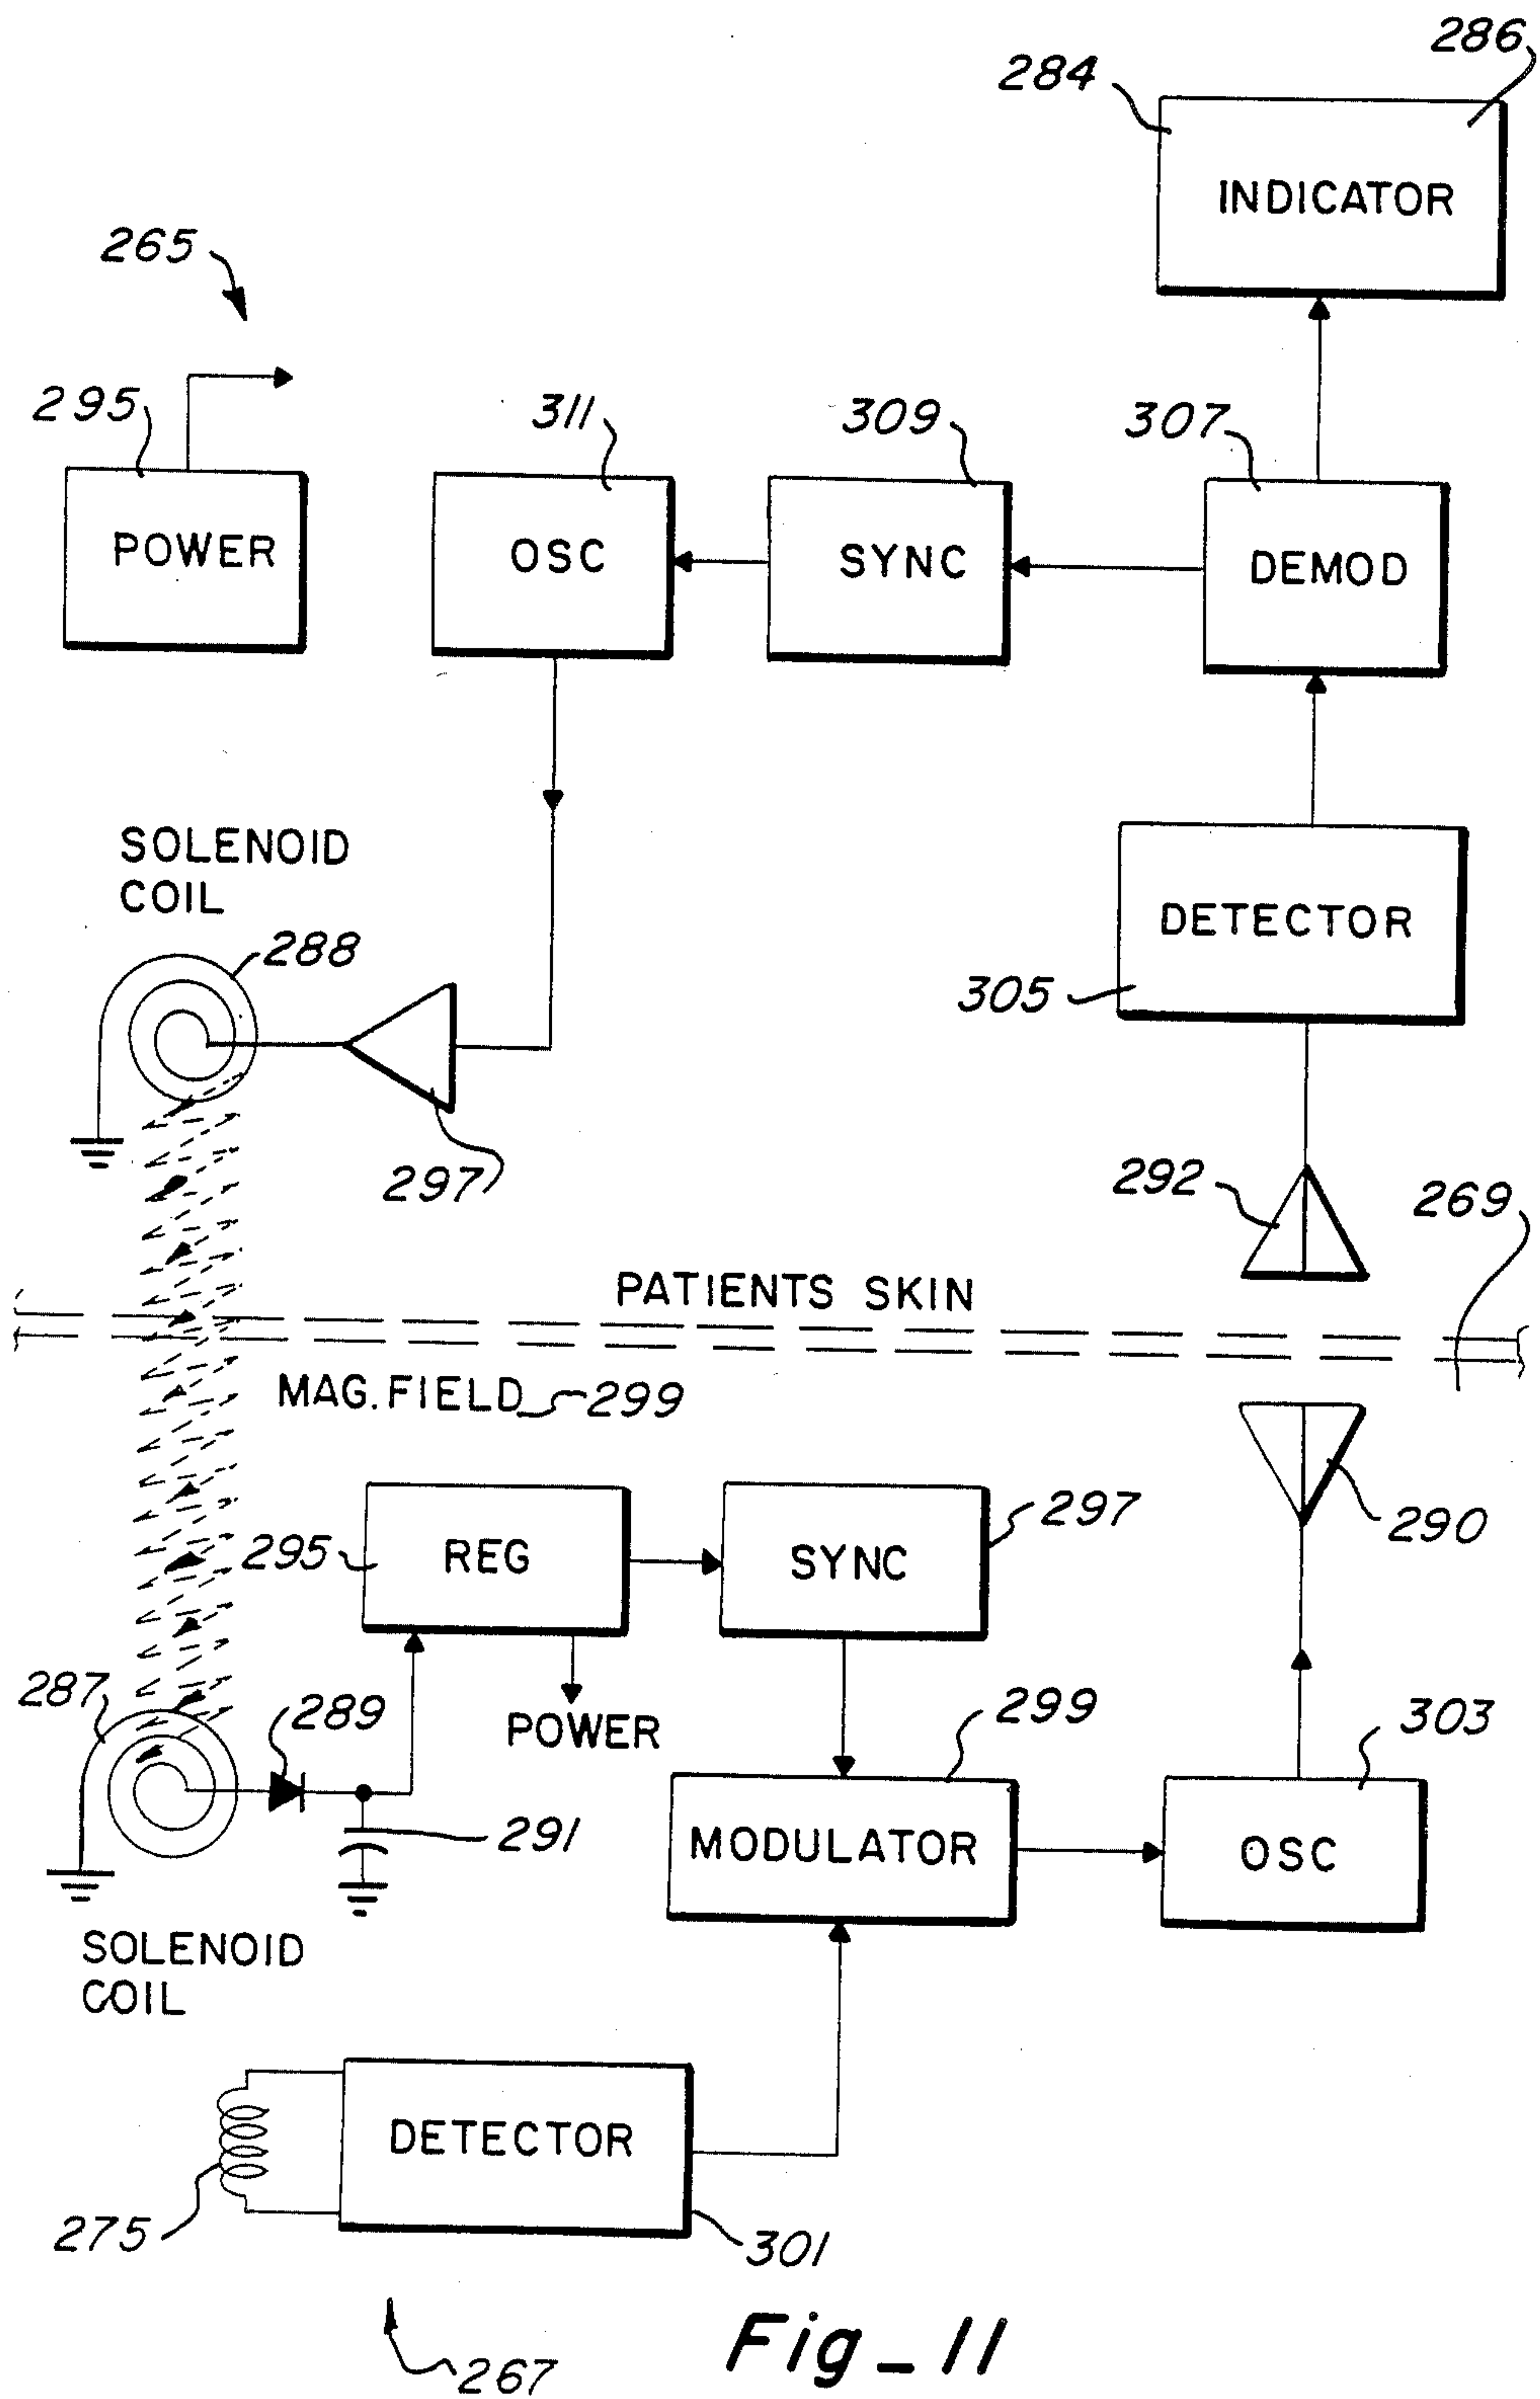 286
284
INDICATOR
265
295
311
309
307
POWER
OSC
SYNC
DEMOD
SOLENOID
COIL
288
DETECTOR
305
297
292
269
PATIENTS SKIN
MAG. FIELD 299
290
295
REG
SYNC
297
287
289
POWER
299
303
291
MODULATOR
OSC
SOLENOID
COIL
DETECTOR
275
301
267
Fig_11